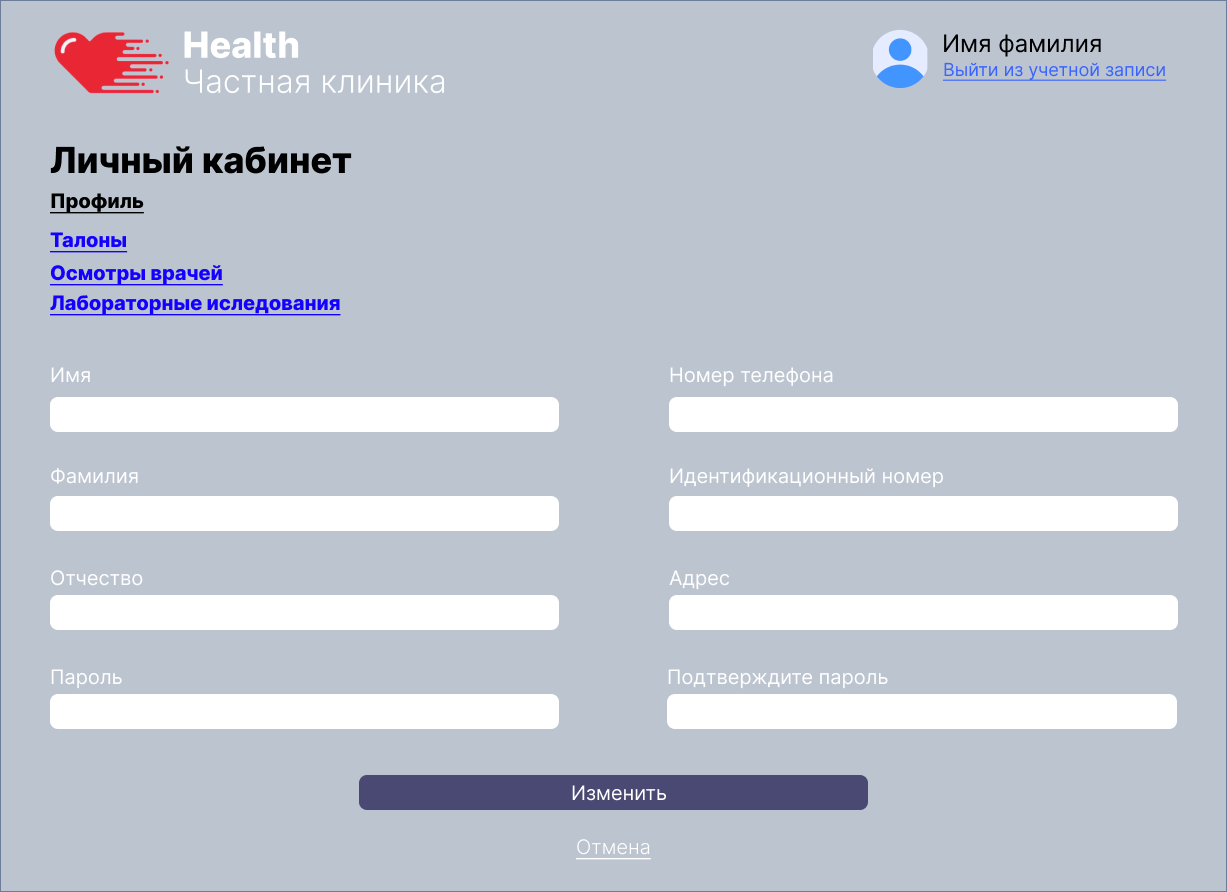 Health
Частная клиника
Имя фамилия
Выйти из учетной записи
Личный кабинет
Профиль
Талоны
Осмотры врачей
Лабораторные иследования
Имя
Номер телефона
Фамилия
Идентификационный номер
Отчество
Адрес
Пароль
Подтверждите пароль
Изменить
Отмена